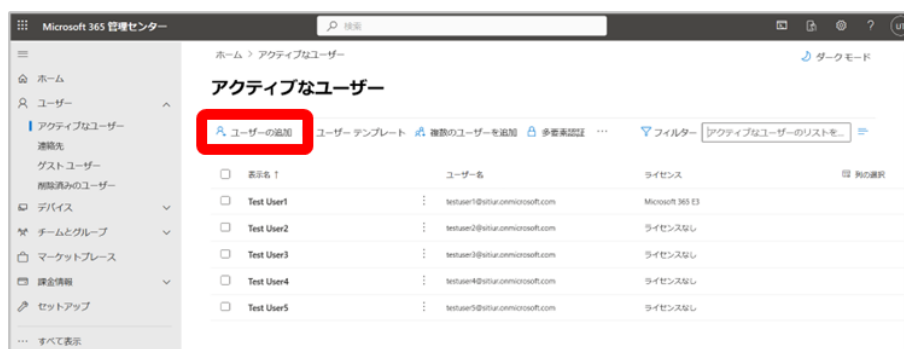 Microsoft 365 管理センター
検索
?
UT
ホーム > アクティブなユーザー
ダーク モード
アクティブなユーザー
ホーム
ユーザー
アクティブなユーザー
連絡先
ゲスト ユーザー
削除済みのユーザー
デバイス
チームとグループ
マーケットプレース
課金情報
セットアップ
... すべて表示
ユーザーの追加
ユーザー テンプレート
複数のユーザーを追加
多要素認証
...
フィルター
アクティブなユーザーのリストを...
表示名 ↑ ユーザー名 ライセンス 列の選択
Test User1 testuser1@sitiur.onmicrosoft.com Microsoft 365 E3
Test User2 testuser2@sitiur.onmicrosoft.com ライセンスなし
Test User3 testuser3@sitiur.onmicrosoft.com ライセンスなし
Test User4 testuser4@sitiur.onmicrosoft.com ライセンスなし
Test User5 testuser5@sitiur.onmicrosoft.com ライセンスなし